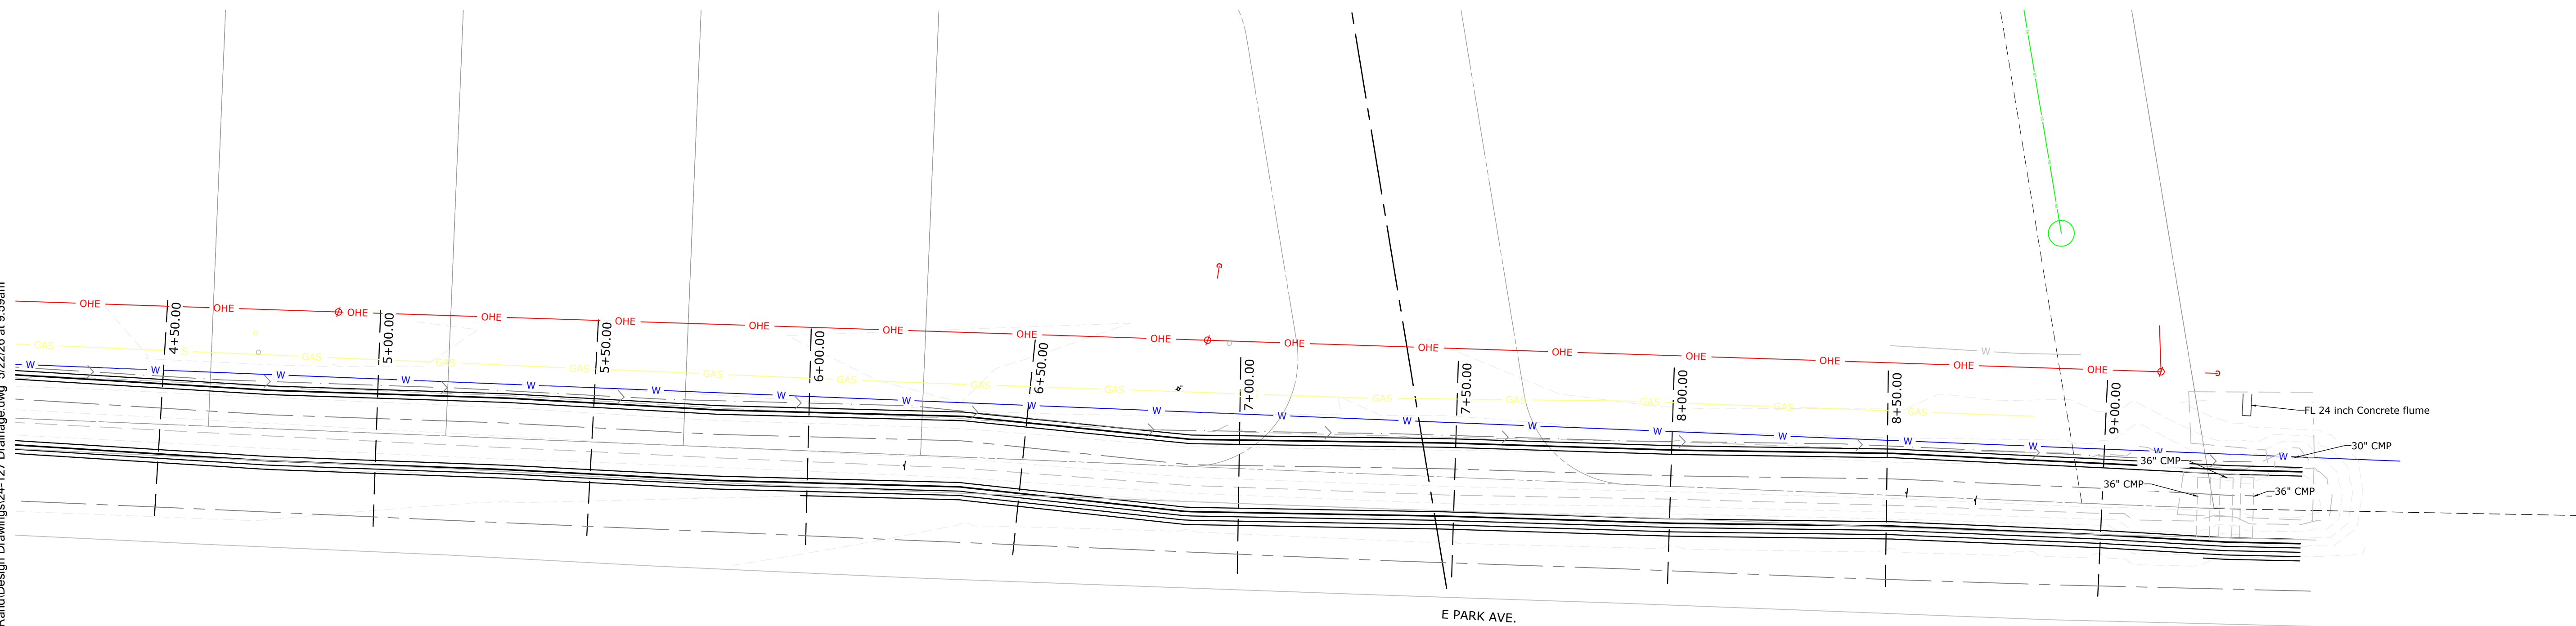 OHE OHE OHE OHE OHE OHE OHE OHE OHE OHE OHE OHE OHE OHE OHE OHE
GAS GAS GAS GAS GAS GAS GAS GAS GAS GAS GAS GAS GAS GAS
W
W W W W W W W W W W W W W W W W W W W
4+50.00
5+00.00
5+50.00
6+00.00
6+50.00
7+00.00
7+50.00
8+00.00
8+50.00
9+00.00
FL 24 inch Concrete flume
30" CMP
36" CMP
36" CMP
36" CMP
E PARK AVE.